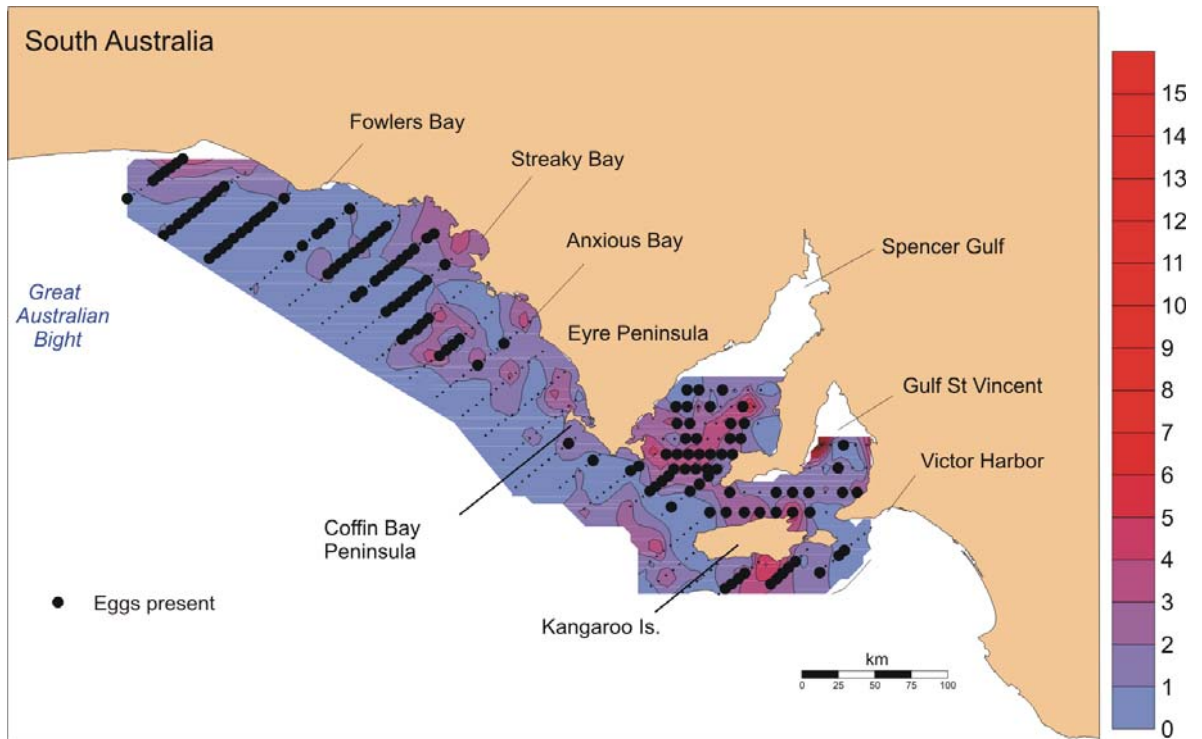 South Australia
Fowlers Bay
Streaky Bay
Anxious Bay
Spencer Gulf
Great
Australian
Bight
Eyre Peninsula
Gulf St Vincent
Victor Harbor
Coffin Bay
Peninsula
Eggs present
Kangaroo Is.
km
0 25 50 75 100
15
14
13
12
11
10
9
8
7
6
5
4
3
2
1
0